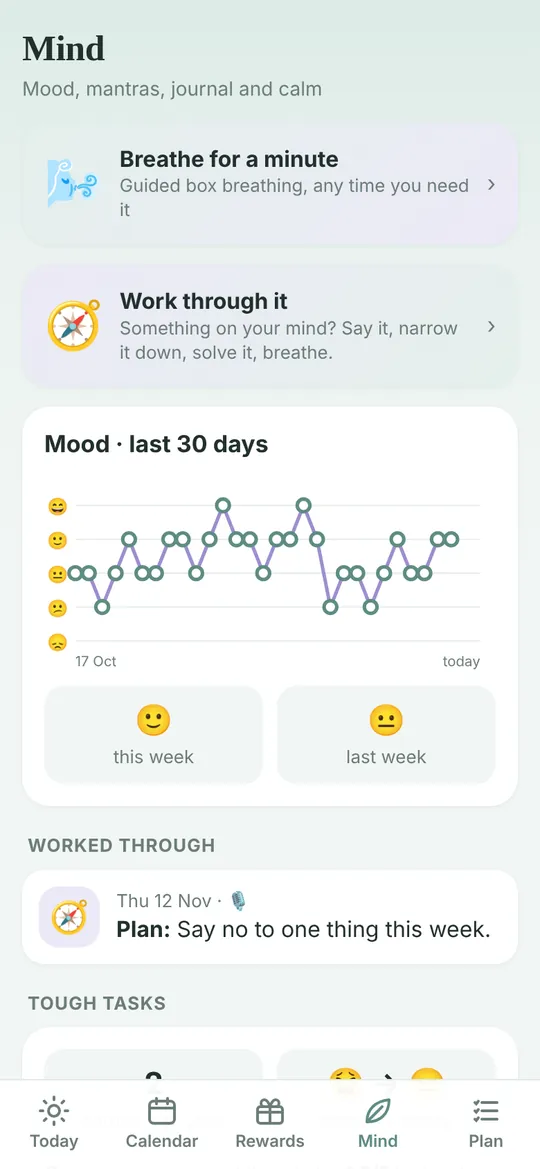 Mind
Mood, mantras, journal and calm
Breathe for a minute
Guided box breathing, any time you need
it
Work through it
Something on your mind? Say it, narrow
it down, solve it, breathe.
Mood · last 30 days
17 Oct
today
this week
last week
WORKED THROUGH
Thu 12 Nov ·
Plan: Say no to one thing this week.
TOUGH TASKS
Today
Calendar
Rewards
Mind
Plan